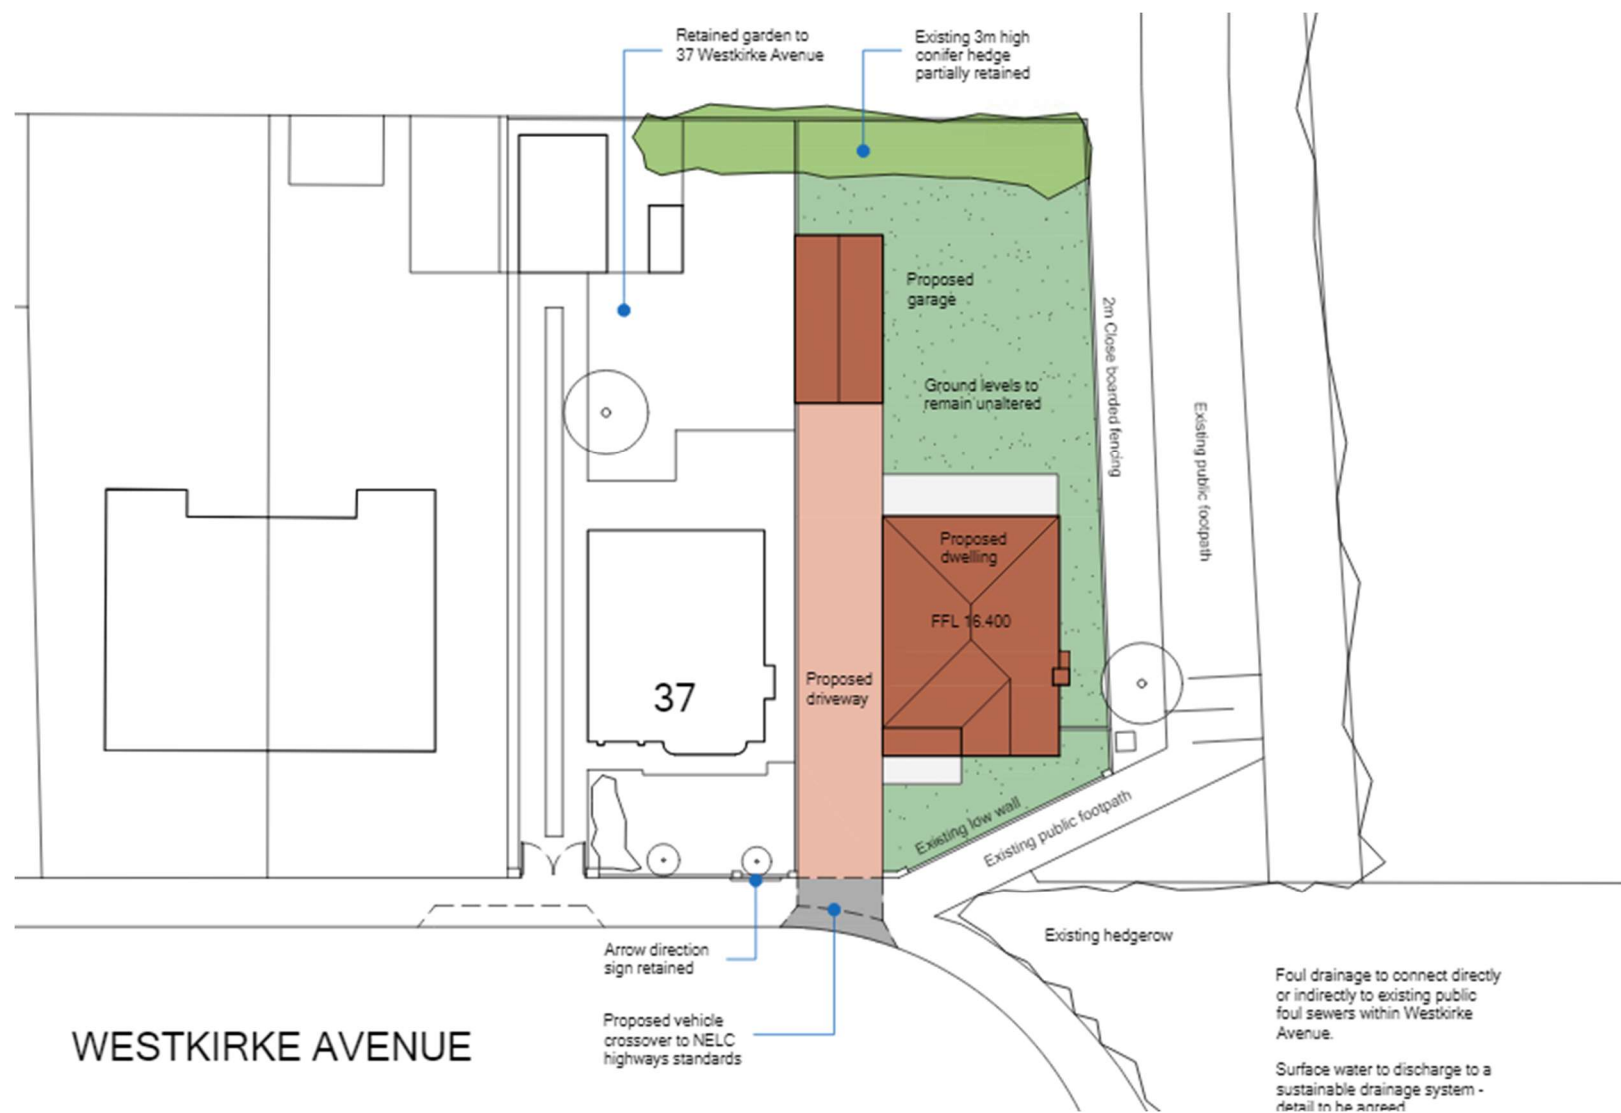 Retained garden to
37 Westkirke Avenue
Existing 3m high
conifer hedge
partially retained
Proposed
garage
2m Close boarded fencing
Ground levels to
remain unaltered
Existing public footpath
Proposed
dwelling
FFL 16.400
37
Proposed
driveway
Existing low wall
Existing public footpath
Existing hedgerow
Arrow direction
sign retained
Proposed vehicle
crossover to NELC
highways standards
WESTKIRKE AVENUE
Foul drainage to connect directly
or indirectly to existing public
foul sewers within Westkirke
Avenue.
Surface water to discharge to a
sustainable drainage system -
detail to be agreed